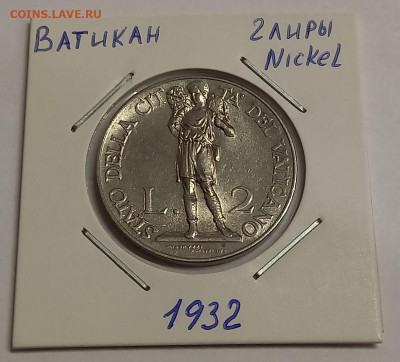 COINS.LAVE.RU
ВАТИКАН
2 ЛИРЫ
Nickel
STATO DELLA CITTA DEL VATICANO
L. 2
1932